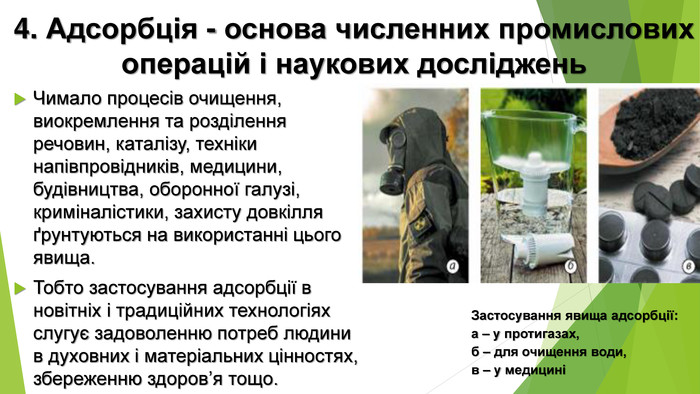 4. Адсорбція - основа численних промислових
операцій і наукових досліджень
Чимало процесів очищення,
виокремлення та розділення
речовин, каталізу, техніки
напівпровідників, медицини,
будівництва, оборонної галузі,
криміналістики, захисту довкілля
ґрунтуються на використанні цього
явища.
Тобто застосування адсорбції в
новітніх і традиційних технологіях
слугує задоволенню потреб людини
в духовних і матеріальних цінностях,
збереженню здоров’я тощо.
а
б
в
Застосування явища адсорбції:
а – у протигазах,
б – для очищення води,
в – у медицині